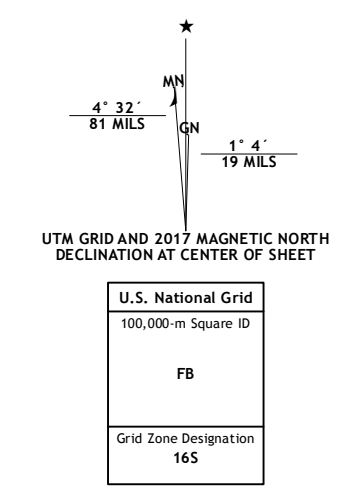 MN
4° 32´
81 MILS
GN
1° 4´
19 MILS
UTM GRID AND 2017 MAGNETIC NORTH
DECLINATION AT CENTER OF SHEET
U.S. National Grid
100,000-m Square ID
FB
Grid Zone Designation
16S